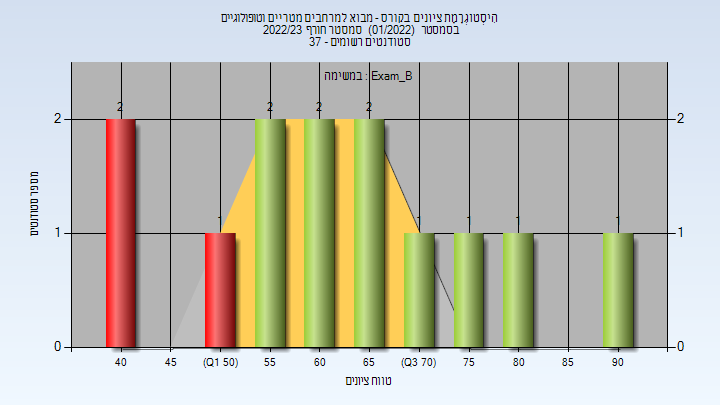 היסטוגרמת ציונים בקורס - מבוא למרחבים מטריים וטופולוגיים
בסמסטר (01/2022) סמסטר חורף 2022/23
סטודנטים רשומים - 37
במשימה : Exam_B
2 2 2 2
2 2
1 1 1 1 1
1 1
0 0
מספר סטודנטים
40 45 (Q1 50) 55 60 65 (Q3 70) 75 80 85 90
טווח ציונים